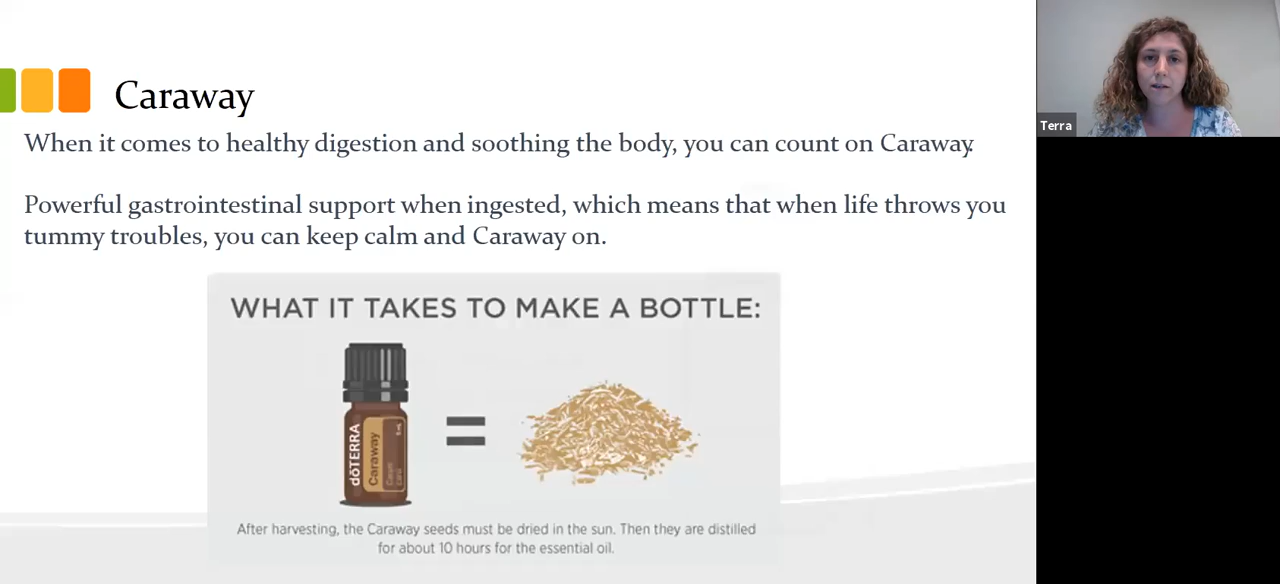 Caraway
When it comes to healthy digestion and soothing the body, you can count on Caraway.
Powerful gastrointestinal support when ingested, which means that when life throws you
tummy troubles, you can keep calm and Caraway on.
WHAT IT TAKES TO MAKE A BOTTLE:
dōTERRA
Caraway
=
After harvesting, the Caraway seeds must be dried in the sun. Then they are distilled
for about 10 hours for the essential oil.
Terra